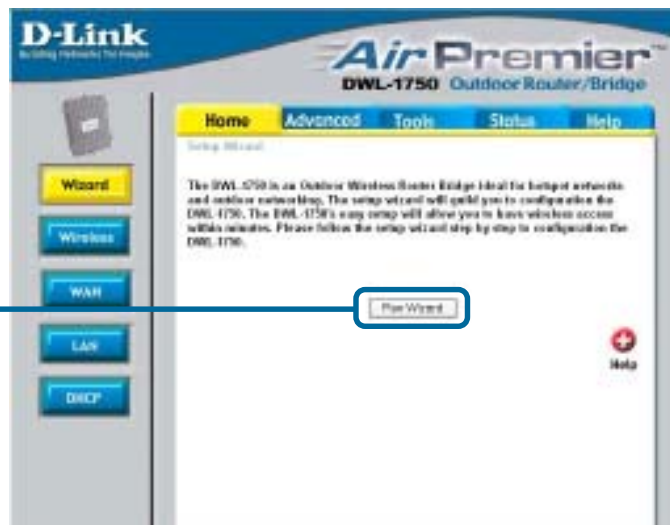 D-Link
Building Networks for People
Air Premier™
DWL-1750 Outdoor Router/Bridge
Home Advanced Tools Status Help
Setup Wizard
Wizard
The DWL-1750 is an Outdoor Wireless Router Bridge ideal for hotspot networks
and outdoor networking. The setup wizard will guild you to configuration the
DWL-1750. The DWL-1750's easy setup will allow you to have wireless access
within minutes. Please follow the setup wizard step by step to configuration the
DWL-1750.
Wireless
WAN
Run Wizard
LAN
Help
DHCP